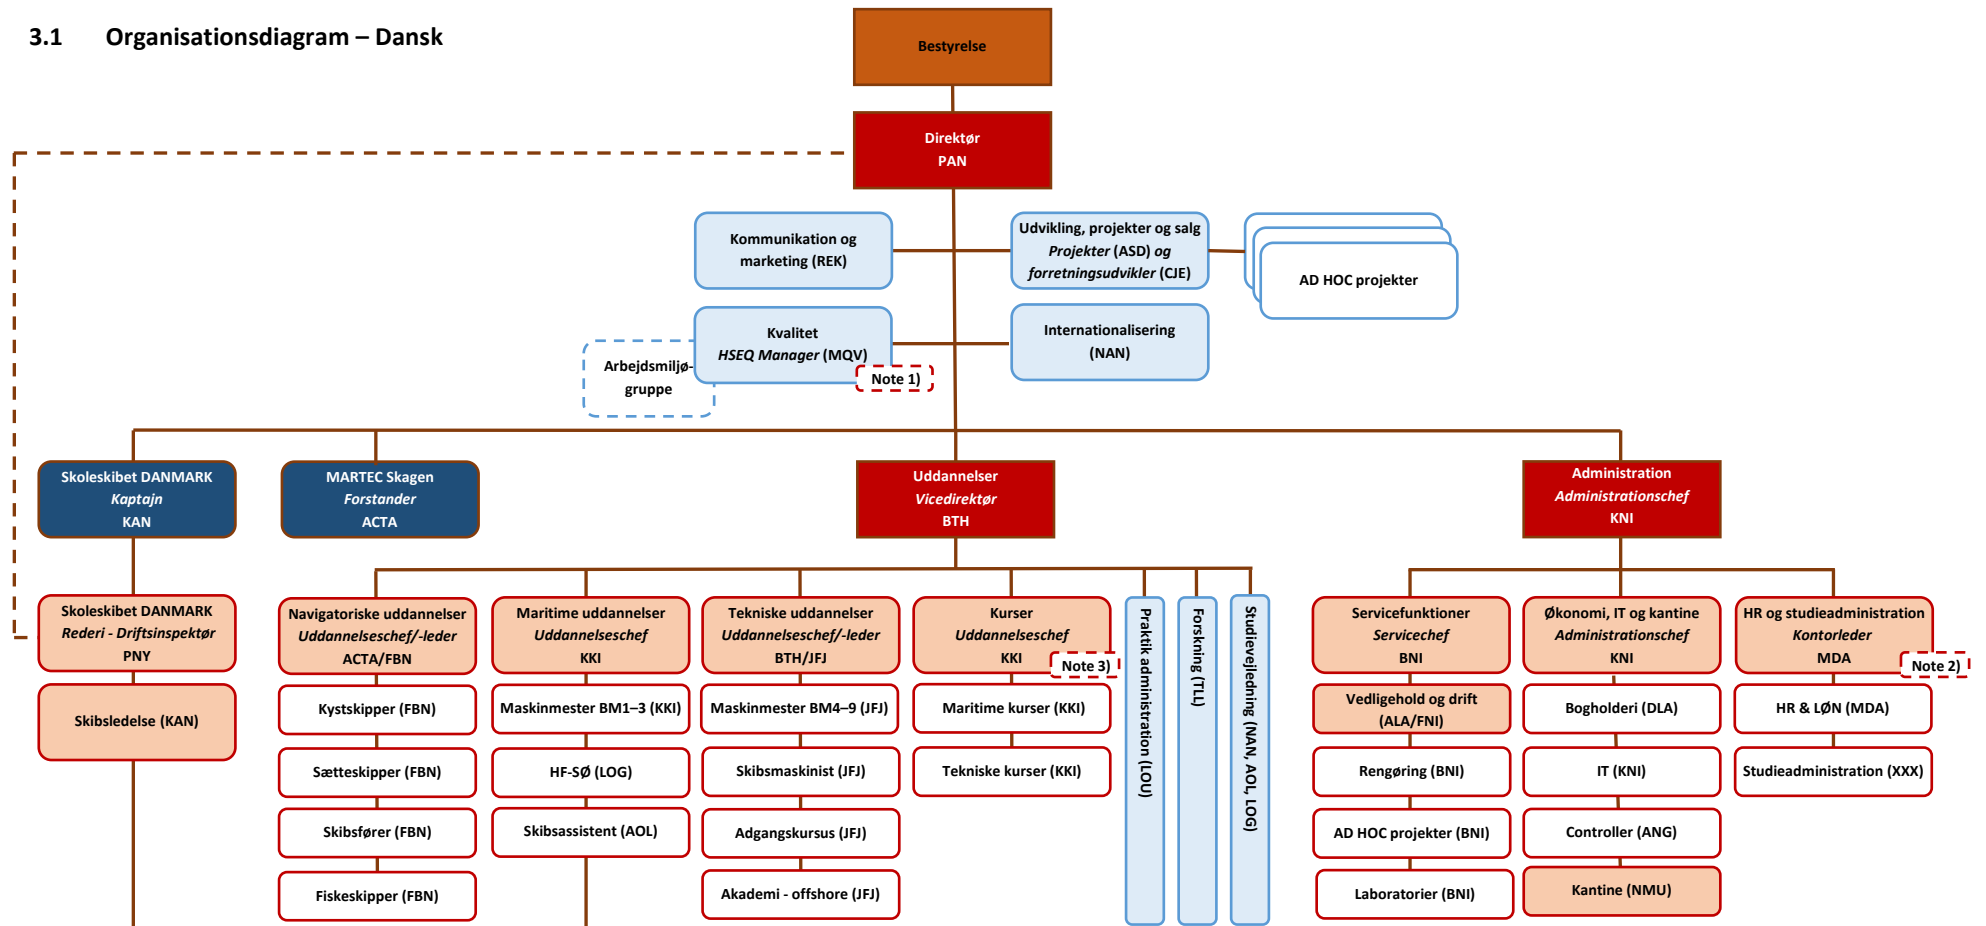 3.1 Organisationsdiagram – Dansk
Bestyrelse
Direktør
PAN
Kommunikation og
marketing (REK)
Udvikling, projekter og salg
Projekter (ASD) og
forretningsudvikler (CJE)
AD HOC projekter
Kvalitet
HSEQ Manager (MQV)
Note 1)
Arbejdsmiljø-
gruppe
Internationalisering
(NAN)
Skoleskibet DANMARK
Kaptajn
KAN
MARTEC Skagen
Forstander
ACTA
Uddannelser
Vicedirektør
BTH
Administration
Administrationschef
KNI
Skoleskibet DANMARK
Rederi - Driftsinspektør
PNY
Skibsledelse (KAN)
Navigatoriske uddannelser
Uddannelseschef/-leder
ACTA/FBN
Kystskipper (FBN)
Sætteskipper (FBN)
Skibsfører (FBN)
Fiskeskipper (FBN)
Maritime uddannelser
Uddannelseschef
KKI
Maskinmester BM1–3 (KKI)
HF-SØ (LOG)
Skibsassistent (AOL)
Tekniske uddannelser
Uddannelseschef/-leder
BTH/JFJ
Maskinmester BM4–9 (JFJ)
Skibsmaskinist (JFJ)
Adgangskursus (JFJ)
Akademi - offshore (JFJ)
Kurser
Uddannelseschef
KKI
Note 3)
Maritime kurser (KKI)
Tekniske kurser (KKI)
Praktik administration (LOU)
Forskning (TLL)
Studievejledning (NAN, AOL, LOG)
Servicefunktioner
Servicechef
BNI
Vedligehold og drift
(ALA/FNI)
Rengøring (BNI)
AD HOC projekter (BNI)
Laboratorier (BNI)
Økonomi, IT og kantine
Administrationschef
KNI
Bogholderi (DLA)
IT (KNI)
Controller (ANG)
Kantine (NMU)
HR og studieadministration
Kontorleder
MDA
Note 2)
HR & LØN (MDA)
Studieadministration (XXX)